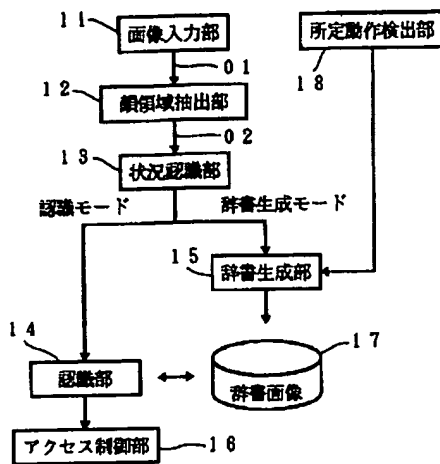 11
画像入力部
所定動作検出部
01
18
12
顔領域抽出部
02
13
状況認識部
認識モード
辞書生成モード
15
辞書生成部
14
17
認識部
辞書画像
アクセス制御部
16